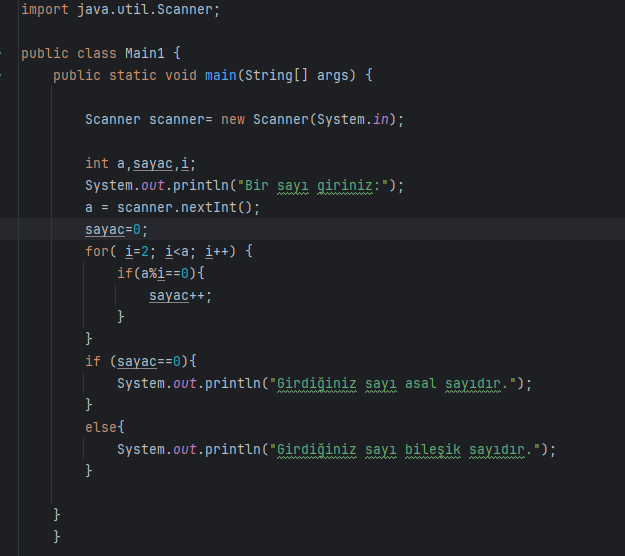 import java.util.Scanner;
public class Main1 {
public static void main(String[] args) {
Scanner scanner= new Scanner(System.in);
int a,sayac,i;
System.out.println("Bir sayı giriniz:");
a = scanner.nextInt();
sayac=0;
for( i=2; i<a; i++) {
if(a%i==0){
sayac++;
}
}
if (sayac==0){
System.out.println("Girdiğiniz sayı asal sayıdır.");
}
else{
System.out.println("Girdiğiniz sayı bileşik sayıdır.");
}
}
}